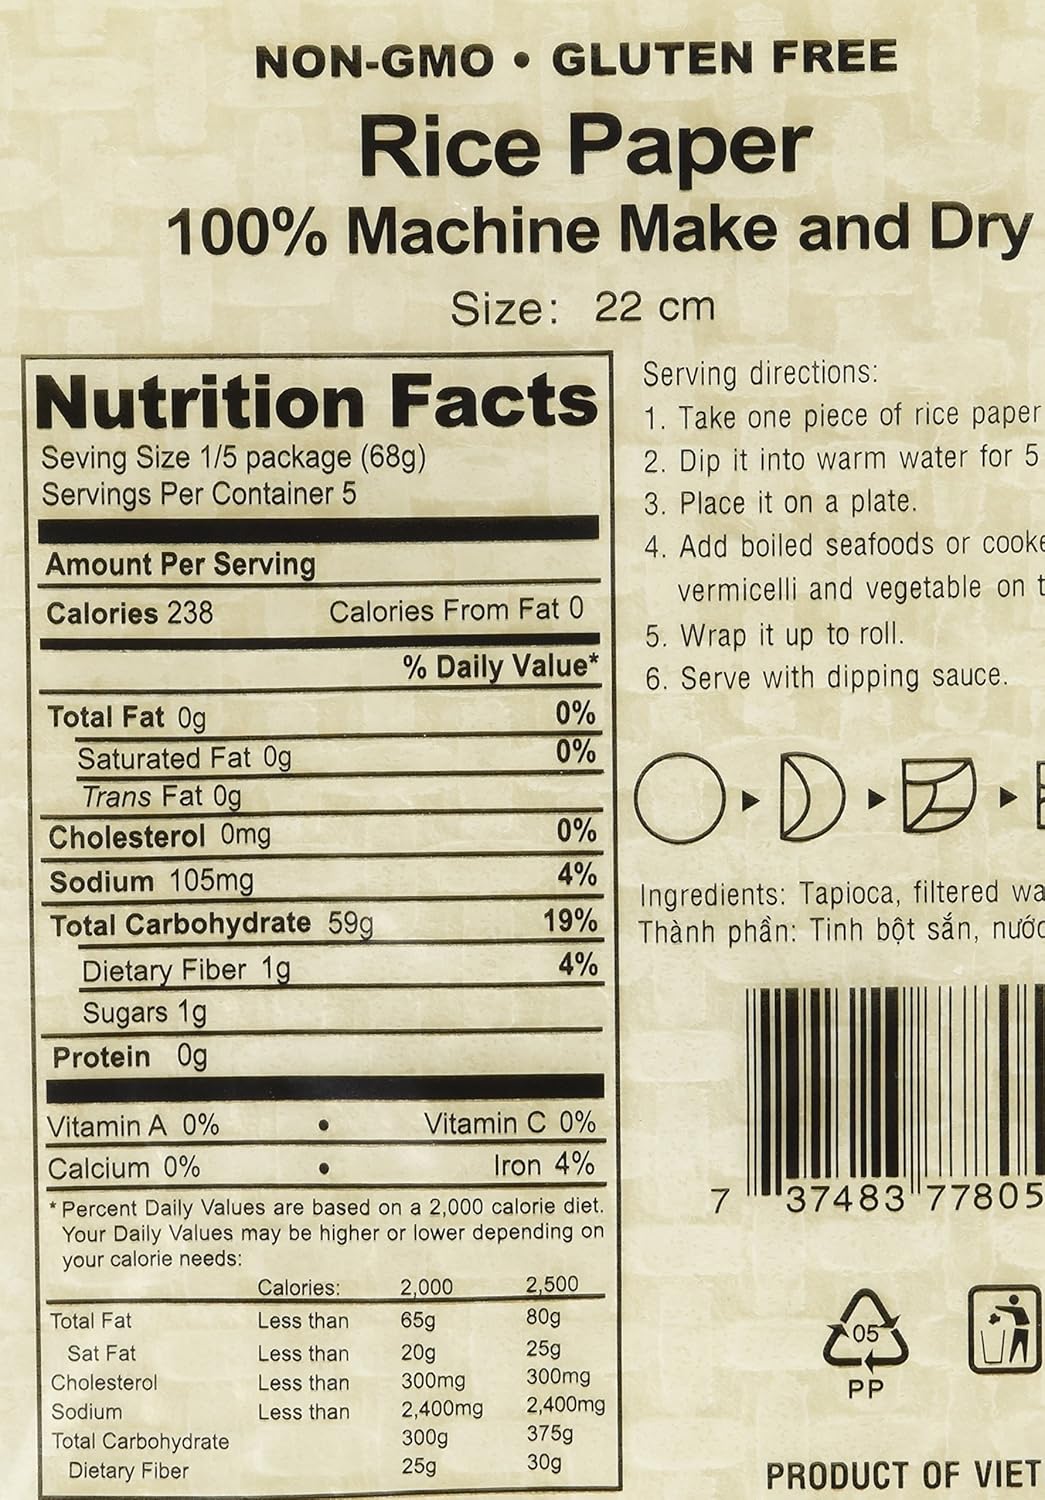 NON-GMO • GLUTEN FREE
Rice Paper
100% Machine Make and Dry
Size: 22 cm
Nutrition Facts
Seving Size 1/5 package (68g)
Servings Per Container 5
Amount Per Serving
Calories 238 Calories From Fat 0
% Daily Value*
Total Fat 0g 0%
Saturated Fat 0g 0%
Trans Fat 0g
Cholesterol 0mg 0%
Sodium 105mg 4%
Total Carbohydrate 59g 19%
Dietary Fiber 1g 4%
Sugars 1g
Protein 0g
Vitamin A 0% • Vitamin C 0%
Calcium 0% • Iron 4%
* Percent Daily Values are based on a 2,000 calorie diet.
Your Daily Values may be higher or lower depending on
your calorie needs:
Calories: 2,000 2,500
Total Fat Less than 65g 80g
Sat Fat Less than 20g 25g
Cholesterol Less than 300mg 300mg
Sodium Less than 2,400mg 2,400mg
Total Carbohydrate 300g 375g
Dietary Fiber 25g 30g
Serving directions:
1. Take one piece of rice paper
2. Dip it into warm water for 5
3. Place it on a plate.
4. Add boiled seafoods or
vermicelli and vegetable on
5. Wrap it up to roll.
6. Serve with dipping sauce.
Ingredients: Tapioca, filtered
Thành phần: Tinh bột sắn,
7 37483 77805
05
PP
PRODUCT OF VIET